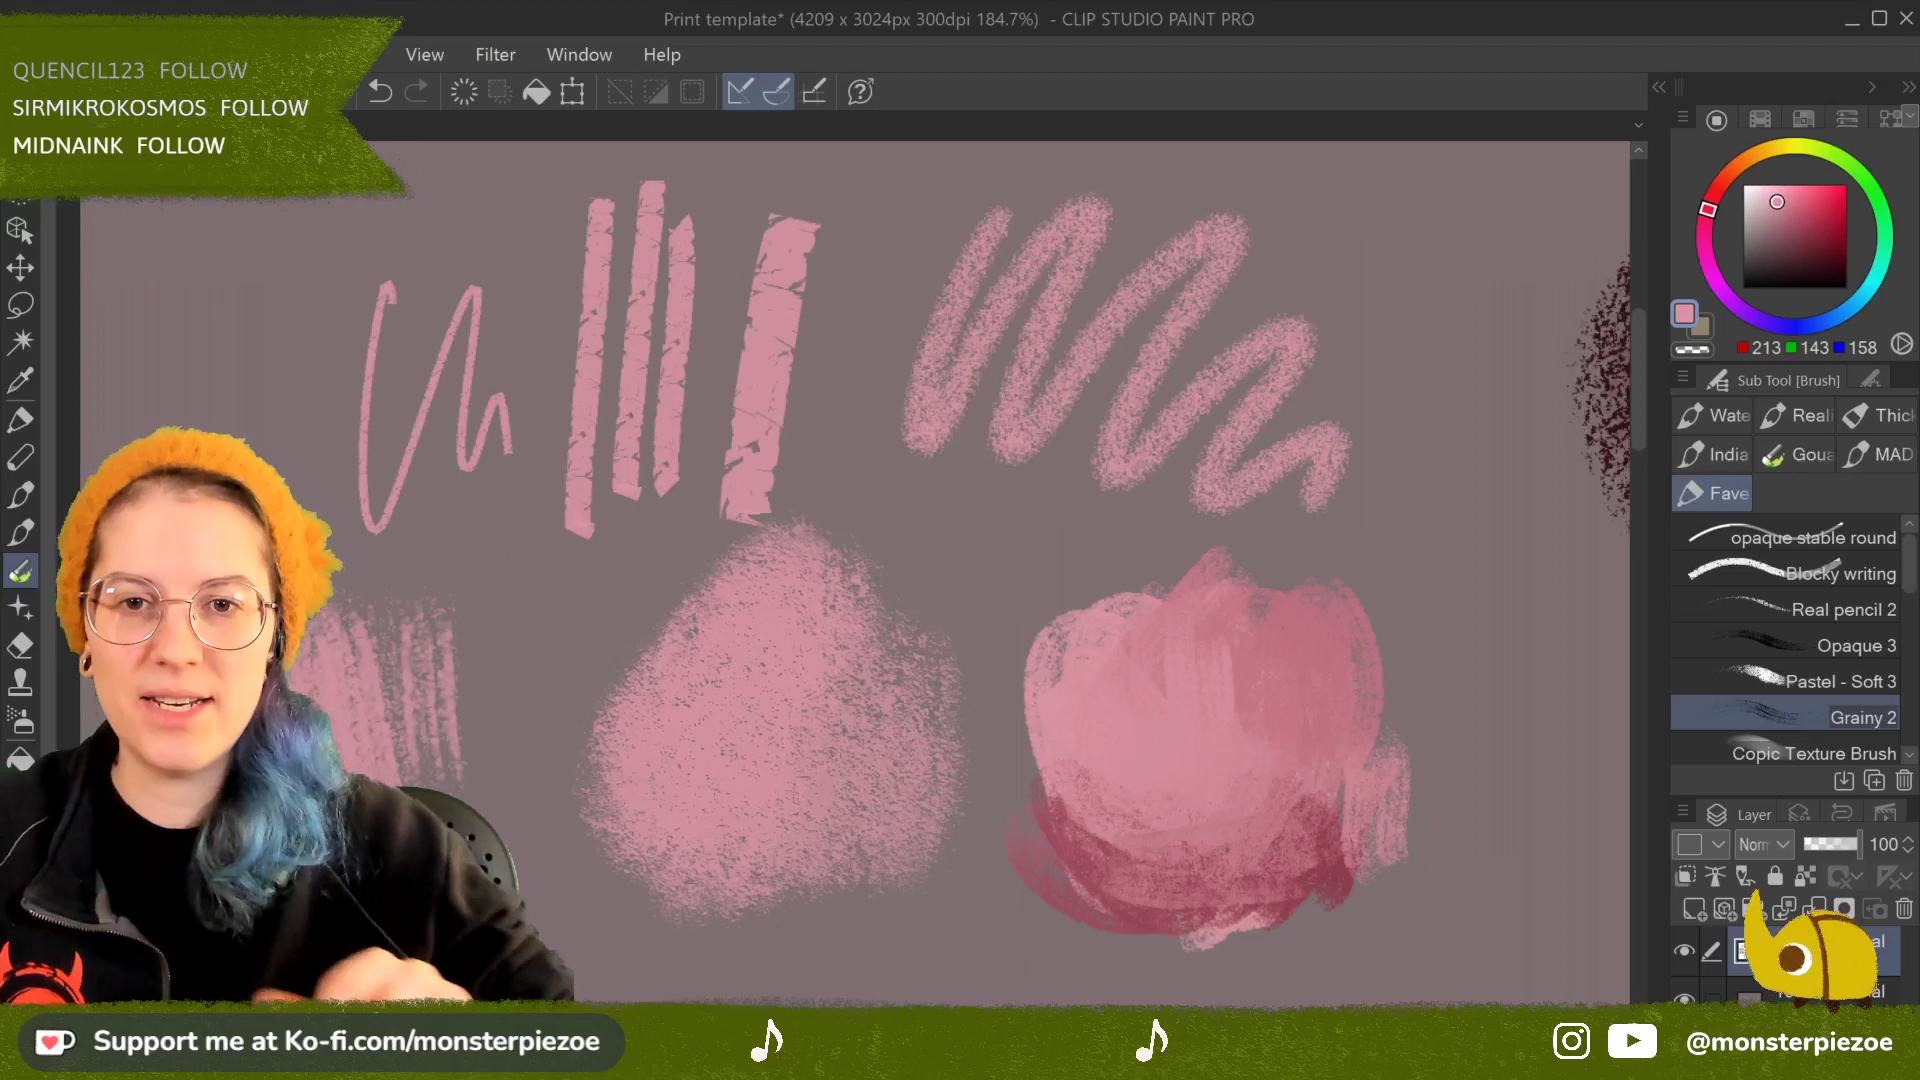 Print template* (4209 x 3024px 300dpi 184.7%) - CLIP STUDIO PAINT PRO
QUENCIL123 FOLLOW
SIRMIKROKOSMOS FOLLOW
MIDNAINK FOLLOW
View Filter Window Help
213 143 158
Sub Tool [Brush]
Wate Reali Thic
India Goua MAD
Fave
opaque stable round
Blocky writing
Real pencil 2
Opaque 3
Pastel - Soft 3
Grainy 2
Copic Texture Brush
Layer
Norm 100
al
al
Support me at Ko-fi.com/monsterpiezoe
@monsterpiezoe